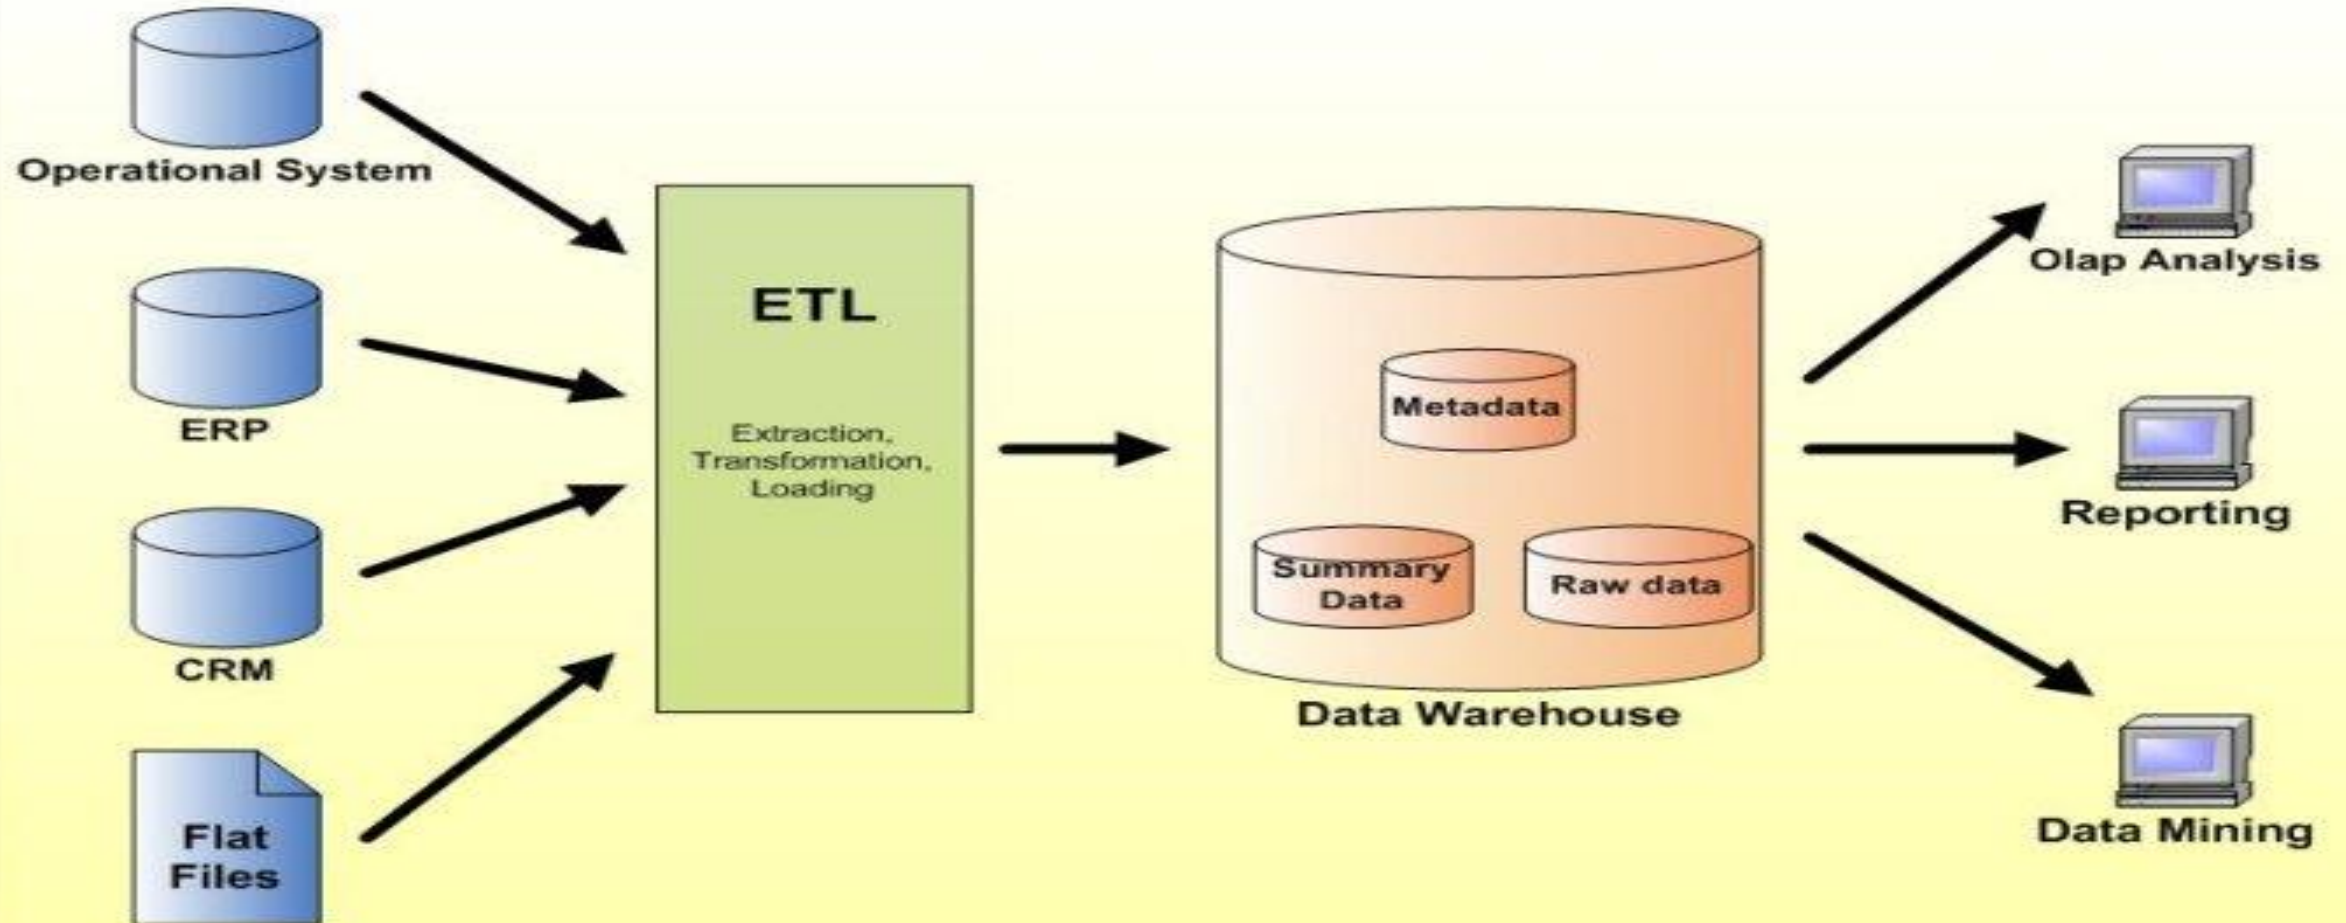 Operational System
ERP
CRM
Flat
Files
ETL
Extraction,
Transformation,
Loading
Metadata
Summary
Data
Raw data
Data Warehouse
Olap Analysis
Reporting
Data Mining